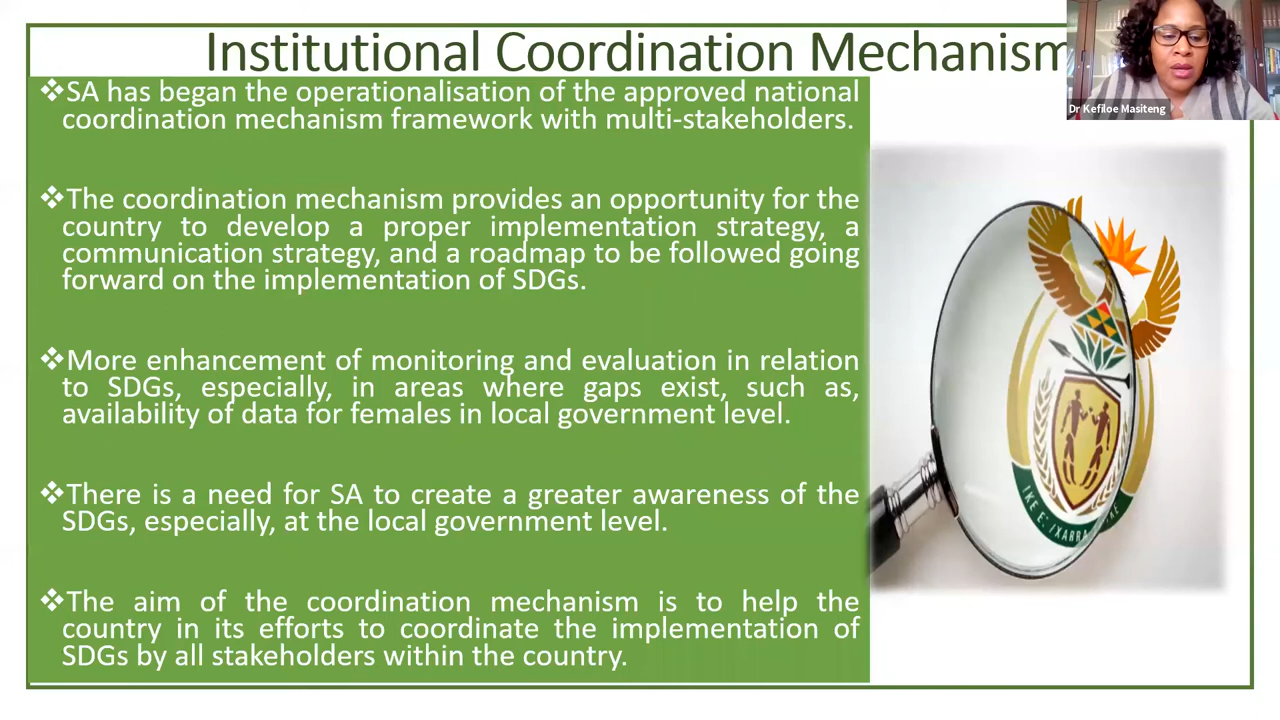 Institutional Coordination Mechanism
Dr Kefiloe Masiteng
❖SA has began the operationalisation of the approved national
coordination mechanism framework with multi-stakeholders.
❖The coordination mechanism provides an opportunity for the
country to develop a proper implementation strategy, a
communication strategy, and a roadmap to be followed going
forward on the implementation of SDGs.
❖More enhancement of monitoring and evaluation in relation
to SDGs, especially, in areas where gaps exist, such as,
availability of data for females in local government level.
❖There is a need for SA to create a greater awareness of the
SDGs, especially, at the local government level.
❖The aim of the coordination mechanism is to help the
country in its efforts to coordinate the implementation of
SDGs by all stakeholders within the country.
!KE E: /XARRA //KE